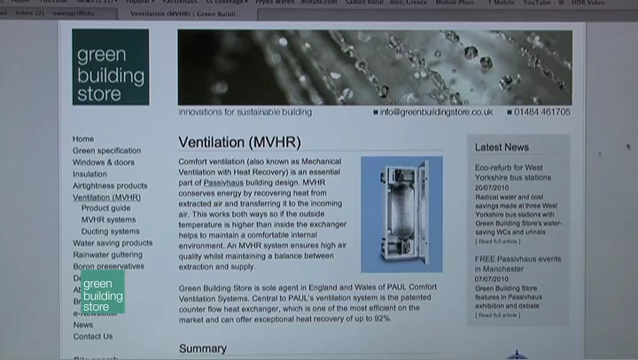 Ventilation (MVHR) | Green Buildi...
green
building
store
innovations for sustainable building
info@greenbuildingstore.co.uk
01484 461705
Home
Green specification
Windows & doors
Insulation
Airtightness products
Ventilation (MVHR)
Product guide
MVHR systems
Ducting systems
Water saving products
Rainwater guttering
Boron preservatives
green
building
store
e-Newsletter
News
Contact Us
Ventilation (MVHR)
Comfort ventilation (also known as Mechanical
Ventilation with Heat Recovery) is an essential
part of Passivhaus building design. MVHR
conserves energy by recovering heat from
extracted air and transferring it to the incoming
air. This works both ways so if the outside
temperature is higher than inside the exchanger
helps to maintain a comfortable internal
environment. An MVHR system ensures high air
quality whilst maintaining a balance between
extraction and supply.
Green Building Store is sole agent in England and Wales of PAUL Comfort
Ventilation Systems. Central to PAUL's ventilation system is the patented
counter flow heat exchanger, which is one of the most efficient on the
market and can offer exceptional heat recovery of up to 92%.
Summary
Latest News
Eco-refurb for West
Yorkshire bus stations
20/07/2010
Radical water and cost
savings made at three West
Yorkshire bus stations with
Green Building Store's water-
saving WCs and urinals
[ Read full article ]
FREE Passivhaus events
in Manchester
07/07/2010
Green Building Store
features in Passivhaus
exhibition and debate
[ Read full article ]